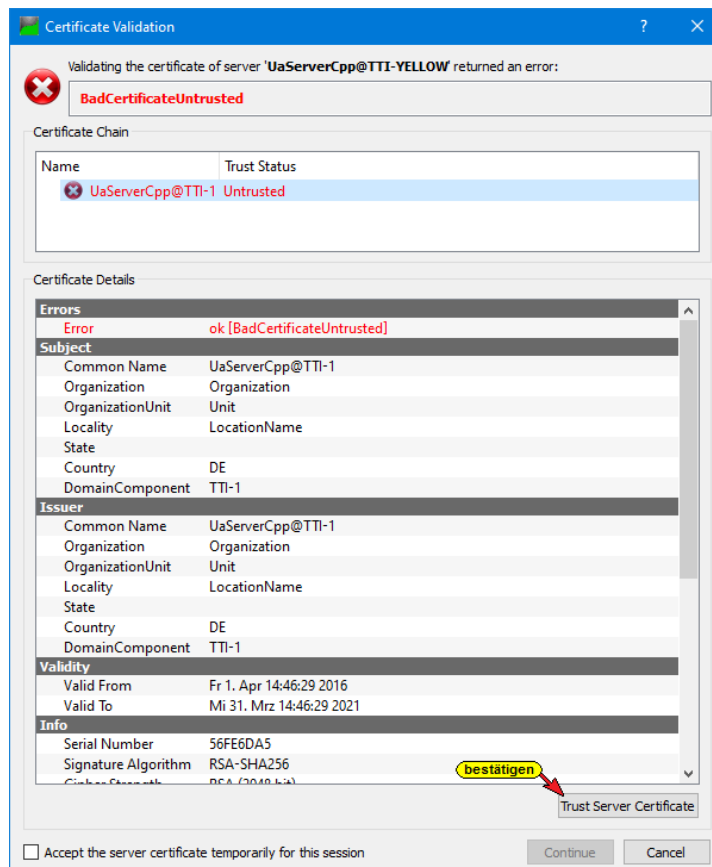 Certificate Validation ? ×
Validating the certificate of server 'UaServerCpp@TTI-YELLOW' returned an error:
BadCertificateUntrusted
Certificate Chain
Name Trust Status
UaServerCpp@TTI-1 Untrusted
Certificate Details
Errors
Error ok [BadCertificateUntrusted]
Subject
Common Name UaServerCpp@TTI-1
Organization Organization
OrganizationUnit Unit
Locality LocationName
State
Country DE
DomainComponent TTI-1
Issuer
Common Name UaServerCpp@TTI-1
Organization Organization
OrganizationUnit Unit
Locality LocationName
State
Country DE
DomainComponent TTI-1
Validity
Valid From Fr 1. Apr 14:46:29 2016
Valid To Mi 31. Mrz 14:46:29 2021
Info
Serial Number 56FE6DA5
Signature Algorithm RSA-SHA256
Cipher Strength RSA (2048 bit)
bestätigen
Trust Server Certificate
Accept the server certificate temporarily for this session
Continue Cancel